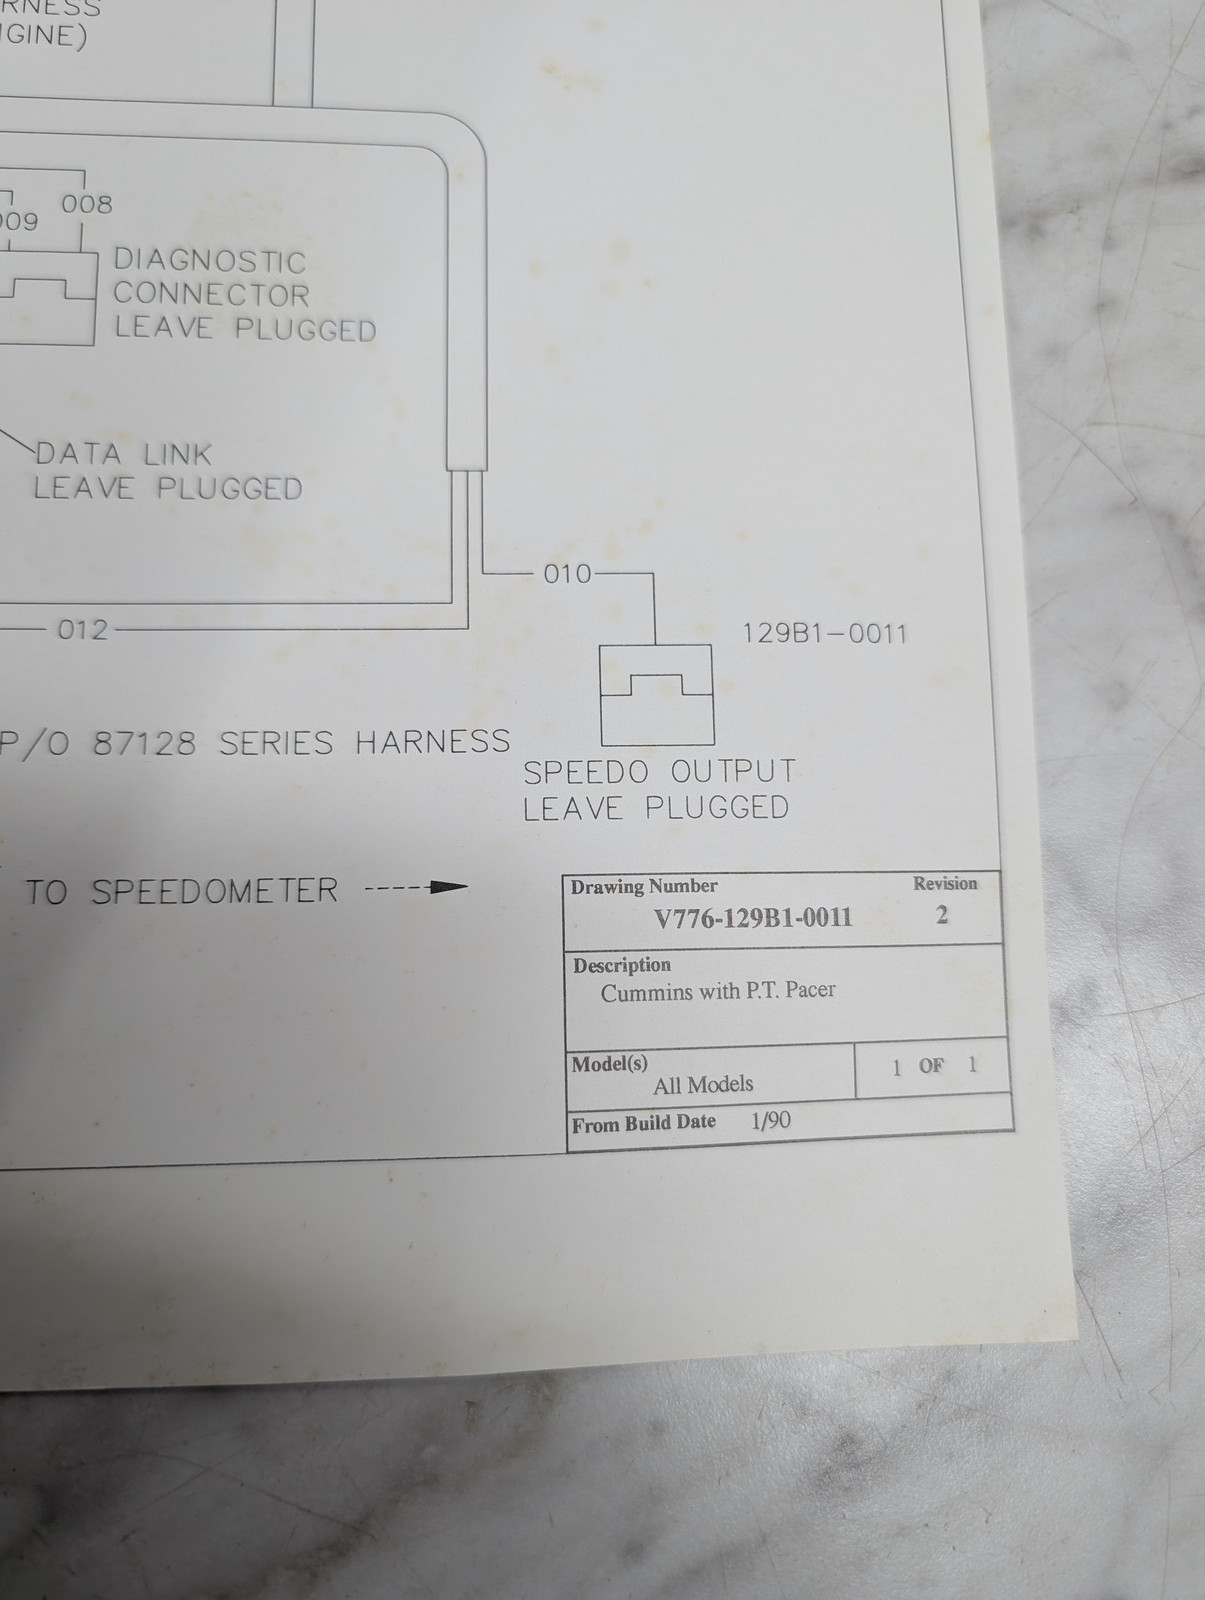 RNESS
GINE)
008
009
DIAGNOSTIC
CONNECTOR
LEAVE PLUGGED
DATA LINK
LEAVE PLUGGED
010
012
129B1-0011
P/O 87128 SERIES HARNESS
SPEEDO OUTPUT
LEAVE PLUGGED
TO SPEEDOMETER
Drawing Number Revision
V776-129B1-0011 2
Description
Cummins with P.T. Pacer
Model(s)
All Models
1 OF 1
From Build Date 1/90